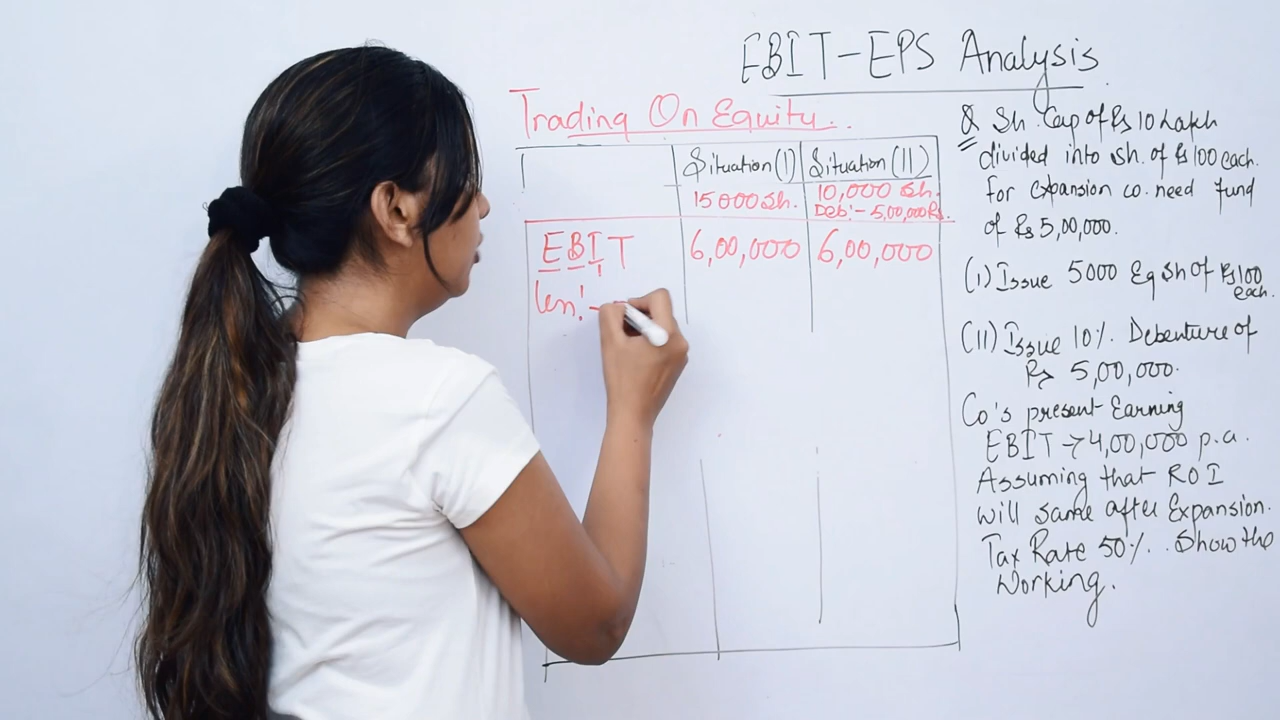 EBIT-EPS Analysis
Trading On Equity..
Situation (I) Situation (II)
15000 Sh. 10,000 Sh.
Deb:- 5,00,000 Rs.
EBIT 6,00,000 6,00,000
Len:-
Q Sh. Cap of Rs 10 Lakh
divided into Sh. of Rs 100 each.
for expansion co. need fund
of Rs 5,00,000.
(I) Issue 5000 Eq Sh of Rs 100
each.
(II) Issue 10% Debenture of
Rs 5,00,000.
Co's present Earning
EBIT → 4,00,000 p.a.
Assuming that ROI
will same after Expansion.
Tax Rate 50%. Show the
Working.